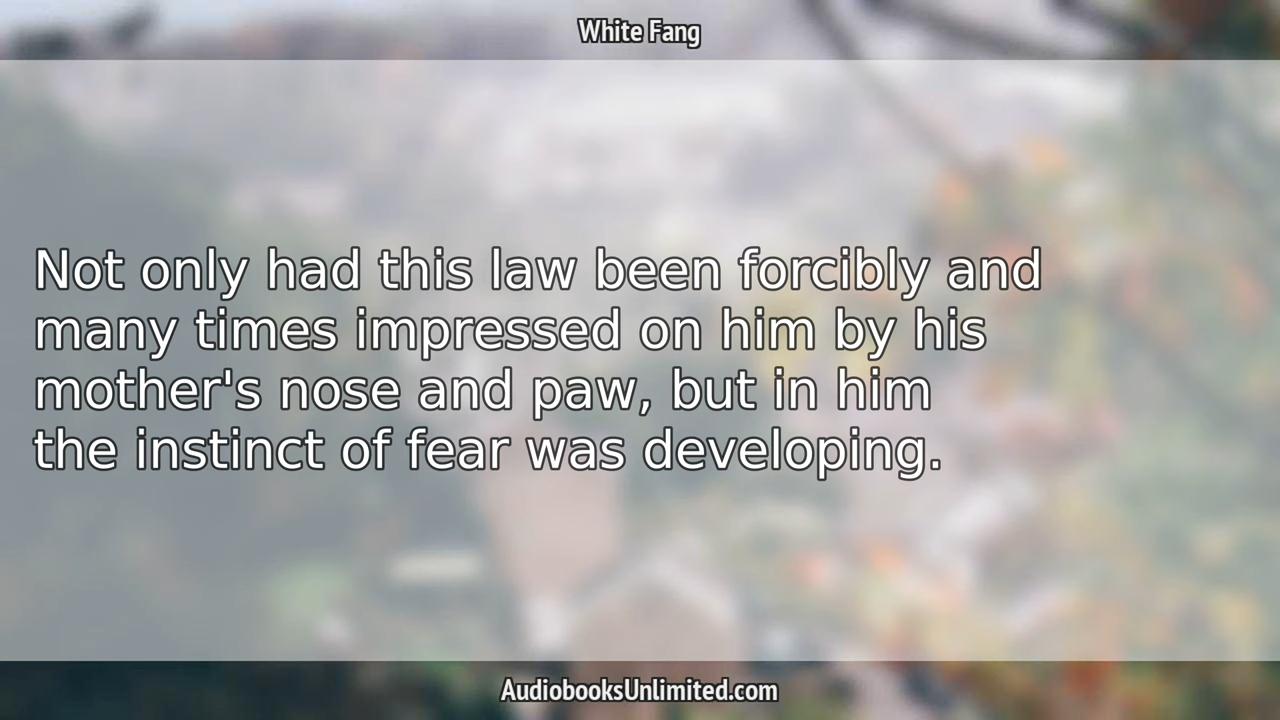 White Fang
Not only had this law been forcibly and
many times impressed on him by his
mother's nose and paw, but in him
the instinct of fear was developing.
AudiobooksUnlimited.com